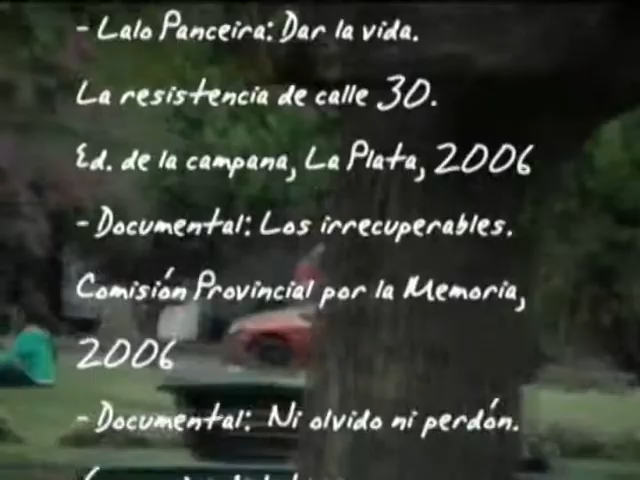 - Lalo Panceira: Dar la vida.
La resistencia de calle 30.
Ed. de la campana, La Plata, 2006
- Documental: Los irrecuperables.
Comisión Provincial por la Memoria,
2006
- Documental: Ni olvido ni perdón.